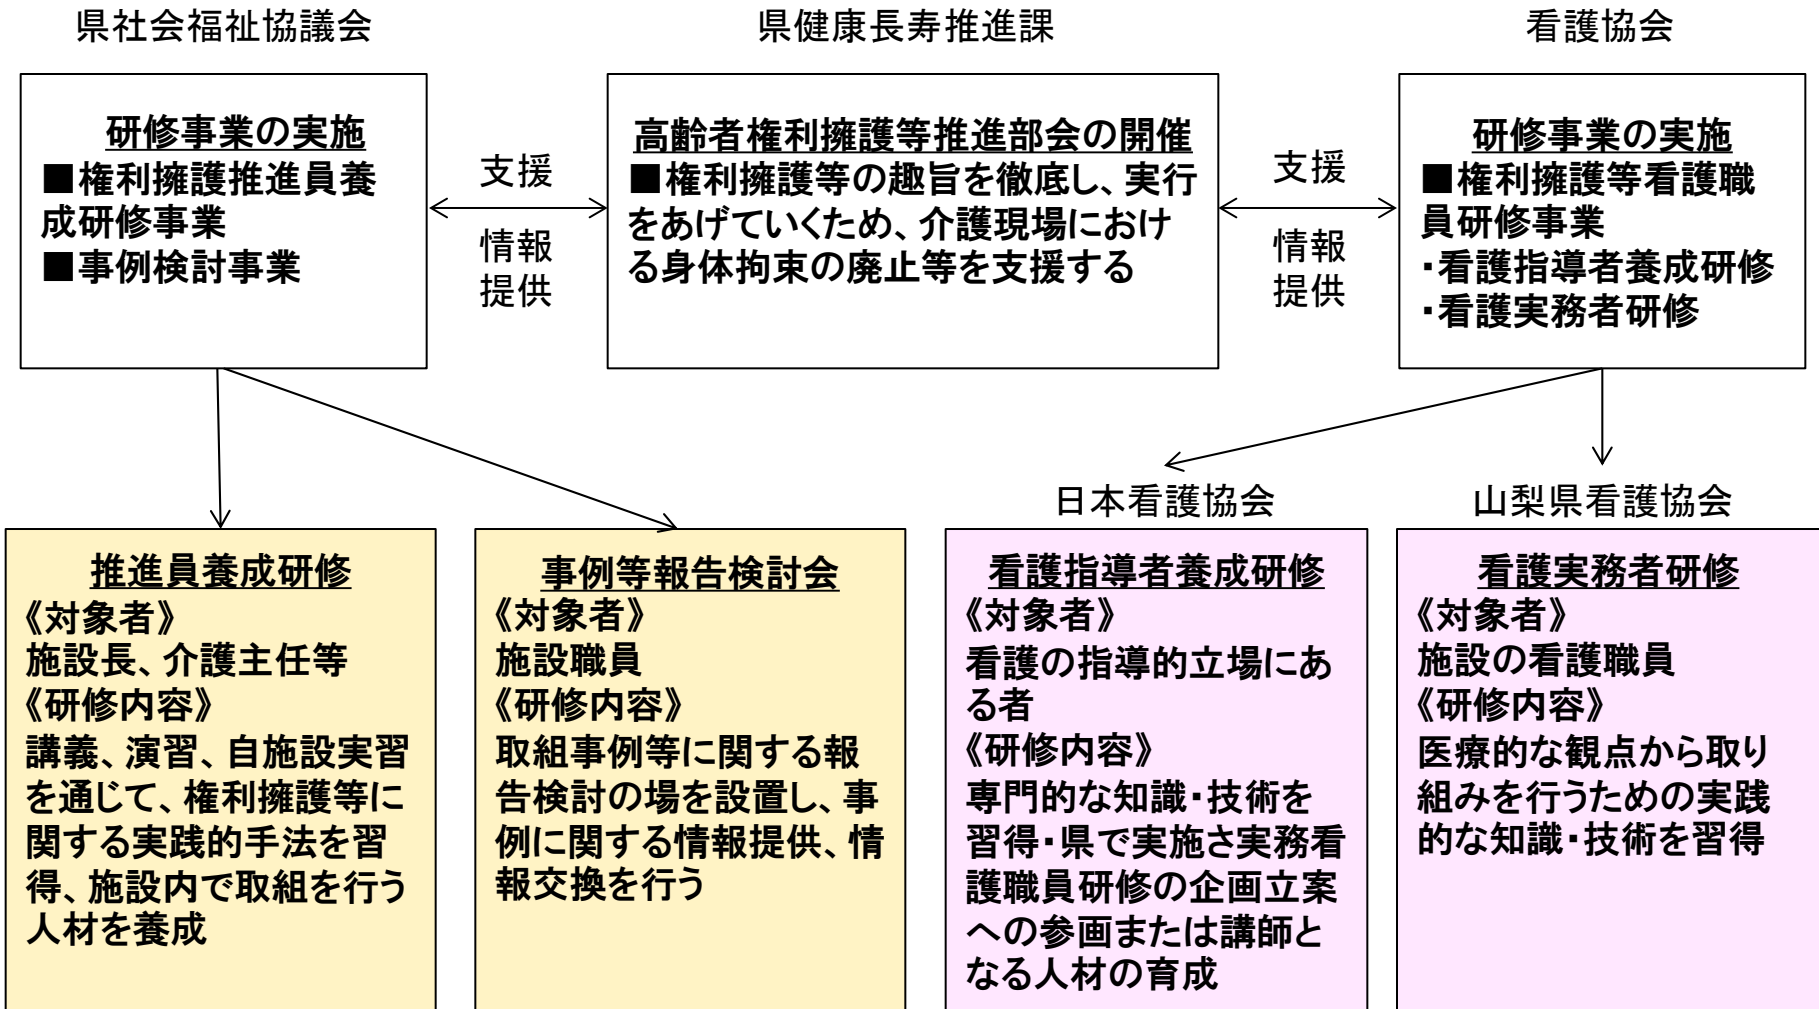 県社会福祉協議会
県健康長寿推進課
看護協会
研修事業の実施
■権利擁護推進員養
成研修事業
■事例検討事業
支援
情報
提供
高齢者権利擁護等推進部会の開催
■権利擁護等の趣旨を徹底し、実行
をあげていくため、介護現場におけ
る身体拘束の廃止等を支援する
支援
情報
提供
研修事業の実施
■権利擁護等看護職
員研修事業
・看護指導者養成研修
・看護実務者研修
推進員養成研修
《対象者》
施設長、介護主任等
《研修内容》
講義、演習、自施設実習
を通じて、権利擁護等に
関する実践的手法を習
得、施設内で取組を行う
人材を養成
事例等報告検討会
《対象者》
施設職員
《研修内容》
取組事例等に関する報
告検討の場を設置し、事
例に関する情報提供、情
報交換を行う
日本看護協会
看護指導者養成研修
《対象者》
看護の指導的立場にあ
る者
《研修内容》
専門的な知識・技術を
習得・県で実施さ実務看
護職員研修の企画立案
への参画または講師と
なる人材の育成
山梨県看護協会
看護実務者研修
《対象者》
施設の看護職員
《研修内容》
医療的な観点から取り
組みを行うための実践
的な知識・技術を習得